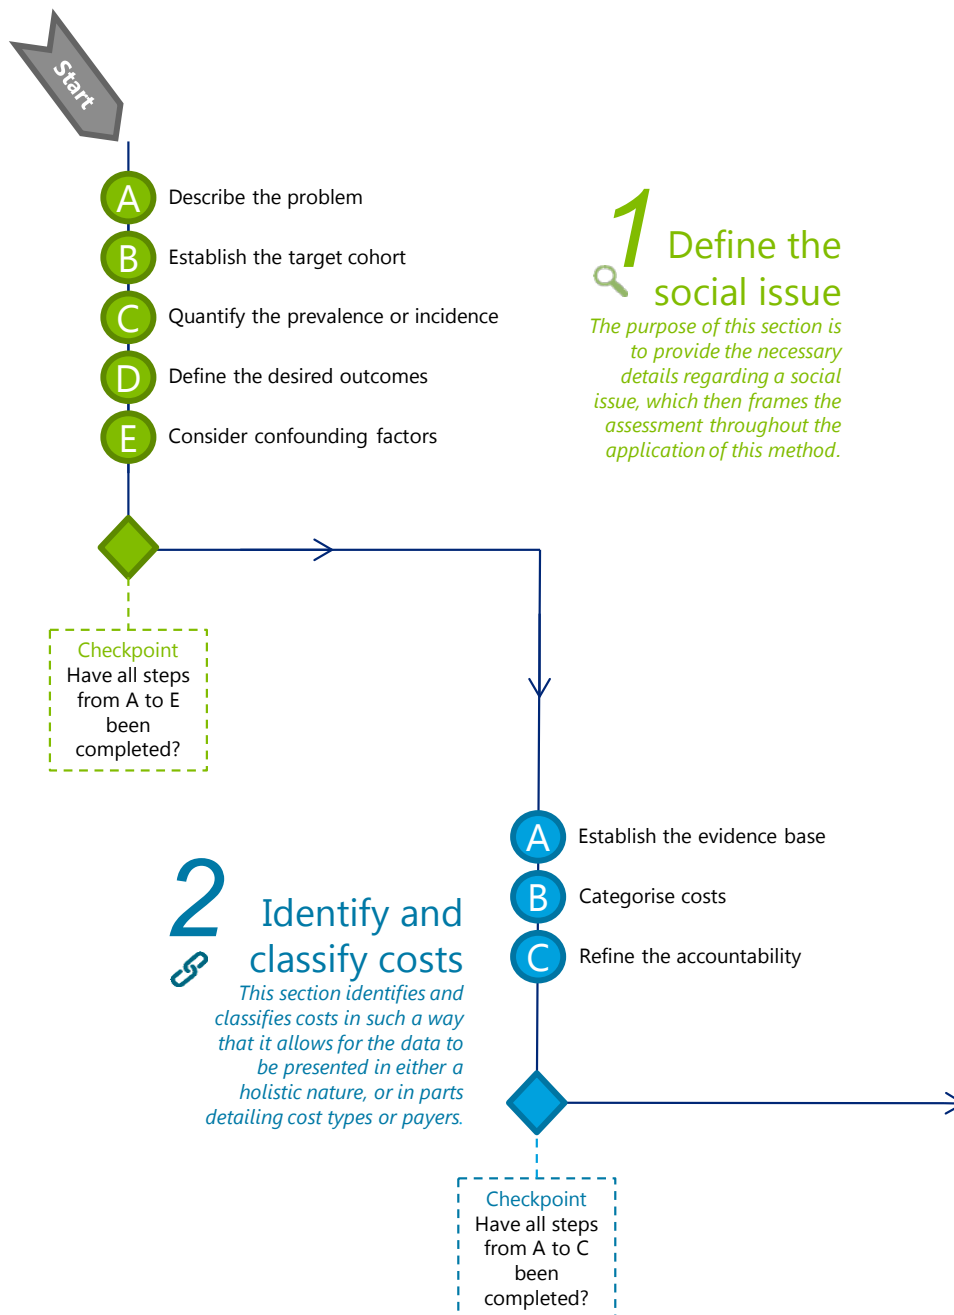 Start
A
Describe the problem
B
Establish the target cohort
C
Quantify the prevalence or incidence
D
Define the desired outcomes
E
Consider confounding factors
1
Define the
social issue
The purpose of this section is
to provide the necessary
details regarding a social
issue, which then frames the
assessment throughout the
application of this method.
Checkpoint
Have all steps
from A to E
been
completed?
2
Identify and
classify costs
This section identifies and
classifies costs in such a way
that it allows for the data to
be presented in either a
holistic nature, or in parts
detailing cost types or payers.
A
Establish the evidence base
B
Categorise costs
C
Refine the accountability
Checkpoint
Have all steps
from A to C
been
completed?